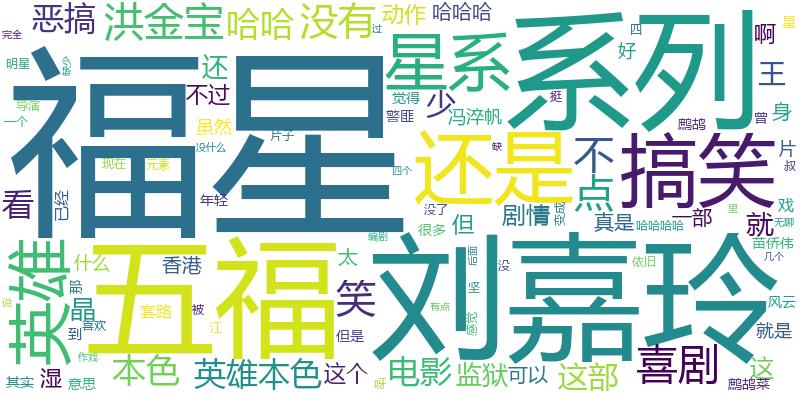 恶搞 洪金宝 哈哈 没有 动作 哈哈哈 四 星
完全 过 好 啊
明星 还 星系 系列 王
导演 不过 觉得 少 挺 曾 身
一个 虽然 片子 警匪 冯淬帆 鹧鸪
福星 没什么 还是 不 搞笑 片
现在 元素 四个 缺 点 叔
看 已经 年轻 没了 剧情 变成 真是 一部 就 戏
很多 但 哈哈哈哈 里 无聊
英雄 什么 五福 编剧 刘嘉玲 苗侨伟
那 香港 太 后面 没 依旧 几个
说 晶 套路 被 笑 有点 感觉 风云
到 喜欢 江 但是 就是
作戏 本色 英雄本色 这个 电影 监狱 喜剧 这
其实 湿 意思 呀 可以 这部 鹧鸪菜